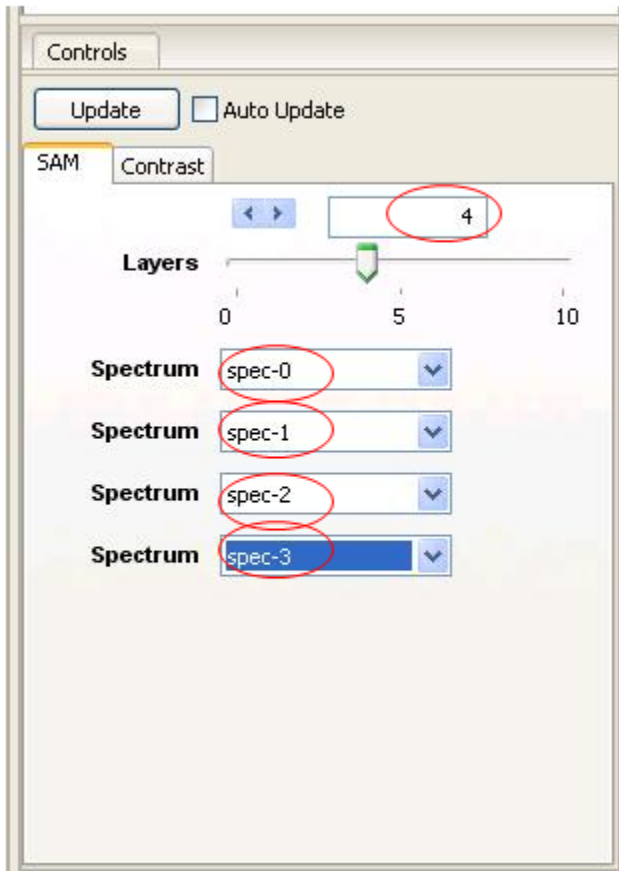 Controls
Update Auto Update
SAM Contrast
4
Layers
0 5 10
Spectrum spec-0
Spectrum spec-1
Spectrum spec-2
Spectrum spec-3